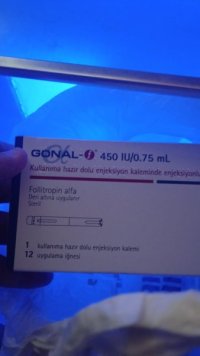 GONAL-f 450 IU/0.75 mL
Kullanıma hazır dolu enjeksiyon kaleminde enjeksiyonluk
Follitropin alfa
Deri altına uygulanır
Steril
1 kullanıma hazır dolu enjeksiyon kalemi
12 uygulama iğnesi